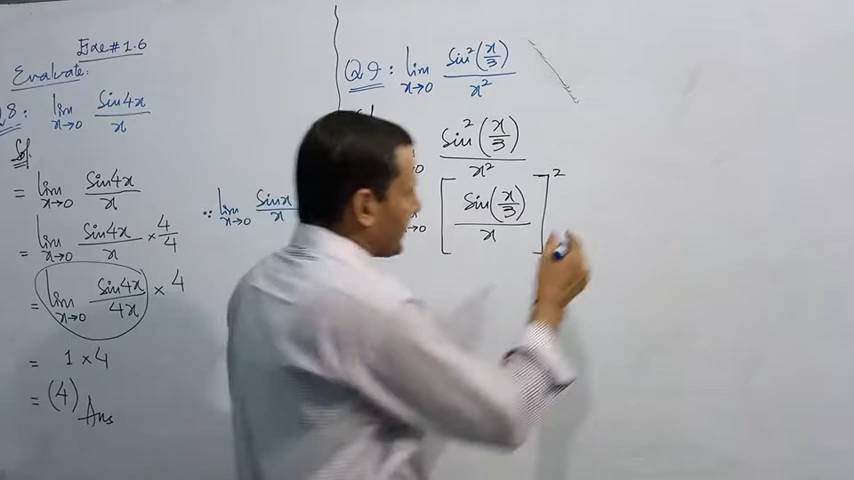 Exe # 1.6
Evaluate:
Q8: lim x→0 Sin4x / x
Sol:
= lim x→0 Sin4x / x
= lim x→0 Sin4x / x × 4/4
= lim x→0 Sin4x / 4x × 4
= 1 × 4
= (4) Ans
∵ lim x→0 Sinx / x
Q9: lim x→0 Sin² (x/3) / x²
Sin² (x/3) / x²
[ Sin (x/3) / x ]²